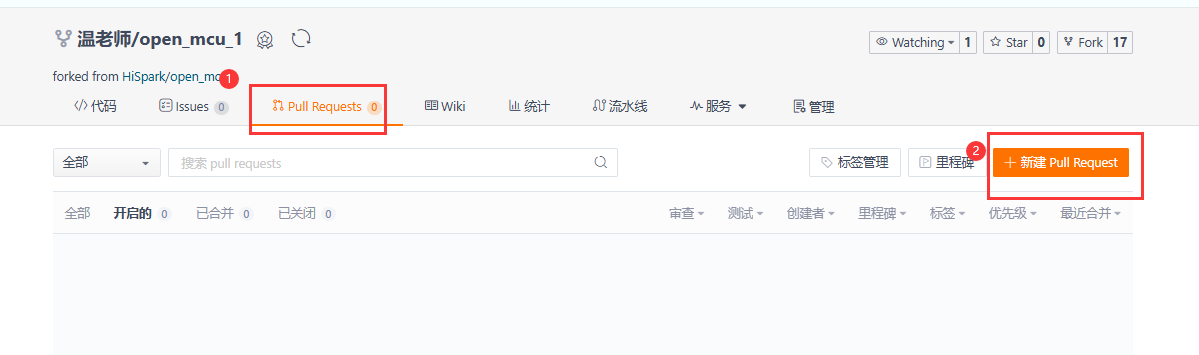 温老师/open_mcu_1
Watching 1 Star 0 Fork 17
forked from HiSpark/open_mc
1
代码 Issues 0 Pull Requests 0 Wiki 统计 流水线 服务 管理
2
全部 搜索 pull requests 标签管理 里程碑 + 新建 Pull Request
全部 开启的 0 已合并 0 已关闭 0 审查 测试 创建者 里程碑 标签 优先级 最近合并